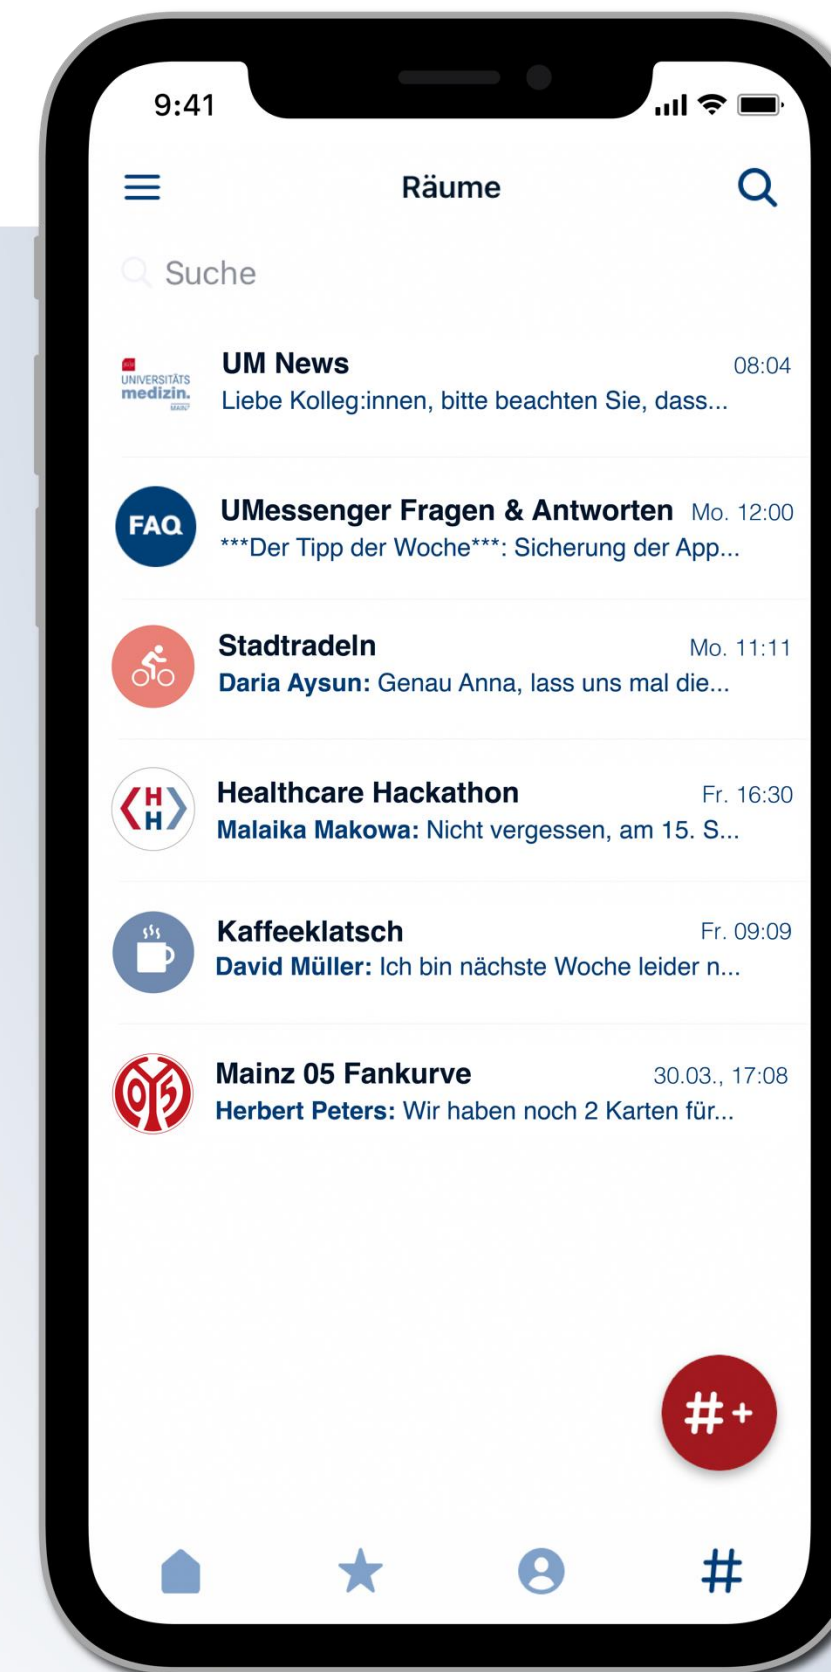 9:41
Räume
Suche
UNIVERSITÄTS
medizin.
UM News 08:04
Liebe Kolleg:innen, bitte beachten Sie, dass...
FAQ
UMessenger Fragen & Antworten Mo. 12:00
***Der Tipp der Woche***: Sicherung der App...
Stadtradeln Mo. 11:11
Daria Aysun: Genau Anna, lass uns mal die...
H
H
Healthcare Hackathon Fr. 16:30
Malaika Makowa: Nicht vergessen, am 15. S...
Kaffeeklatsch Fr. 09:09
David Müller: Ich bin nächste Woche leider n...
05
Mainz 05 Fankurve 30.03., 17:08
Herbert Peters: Wir haben noch 2 Karten für...
#+
#